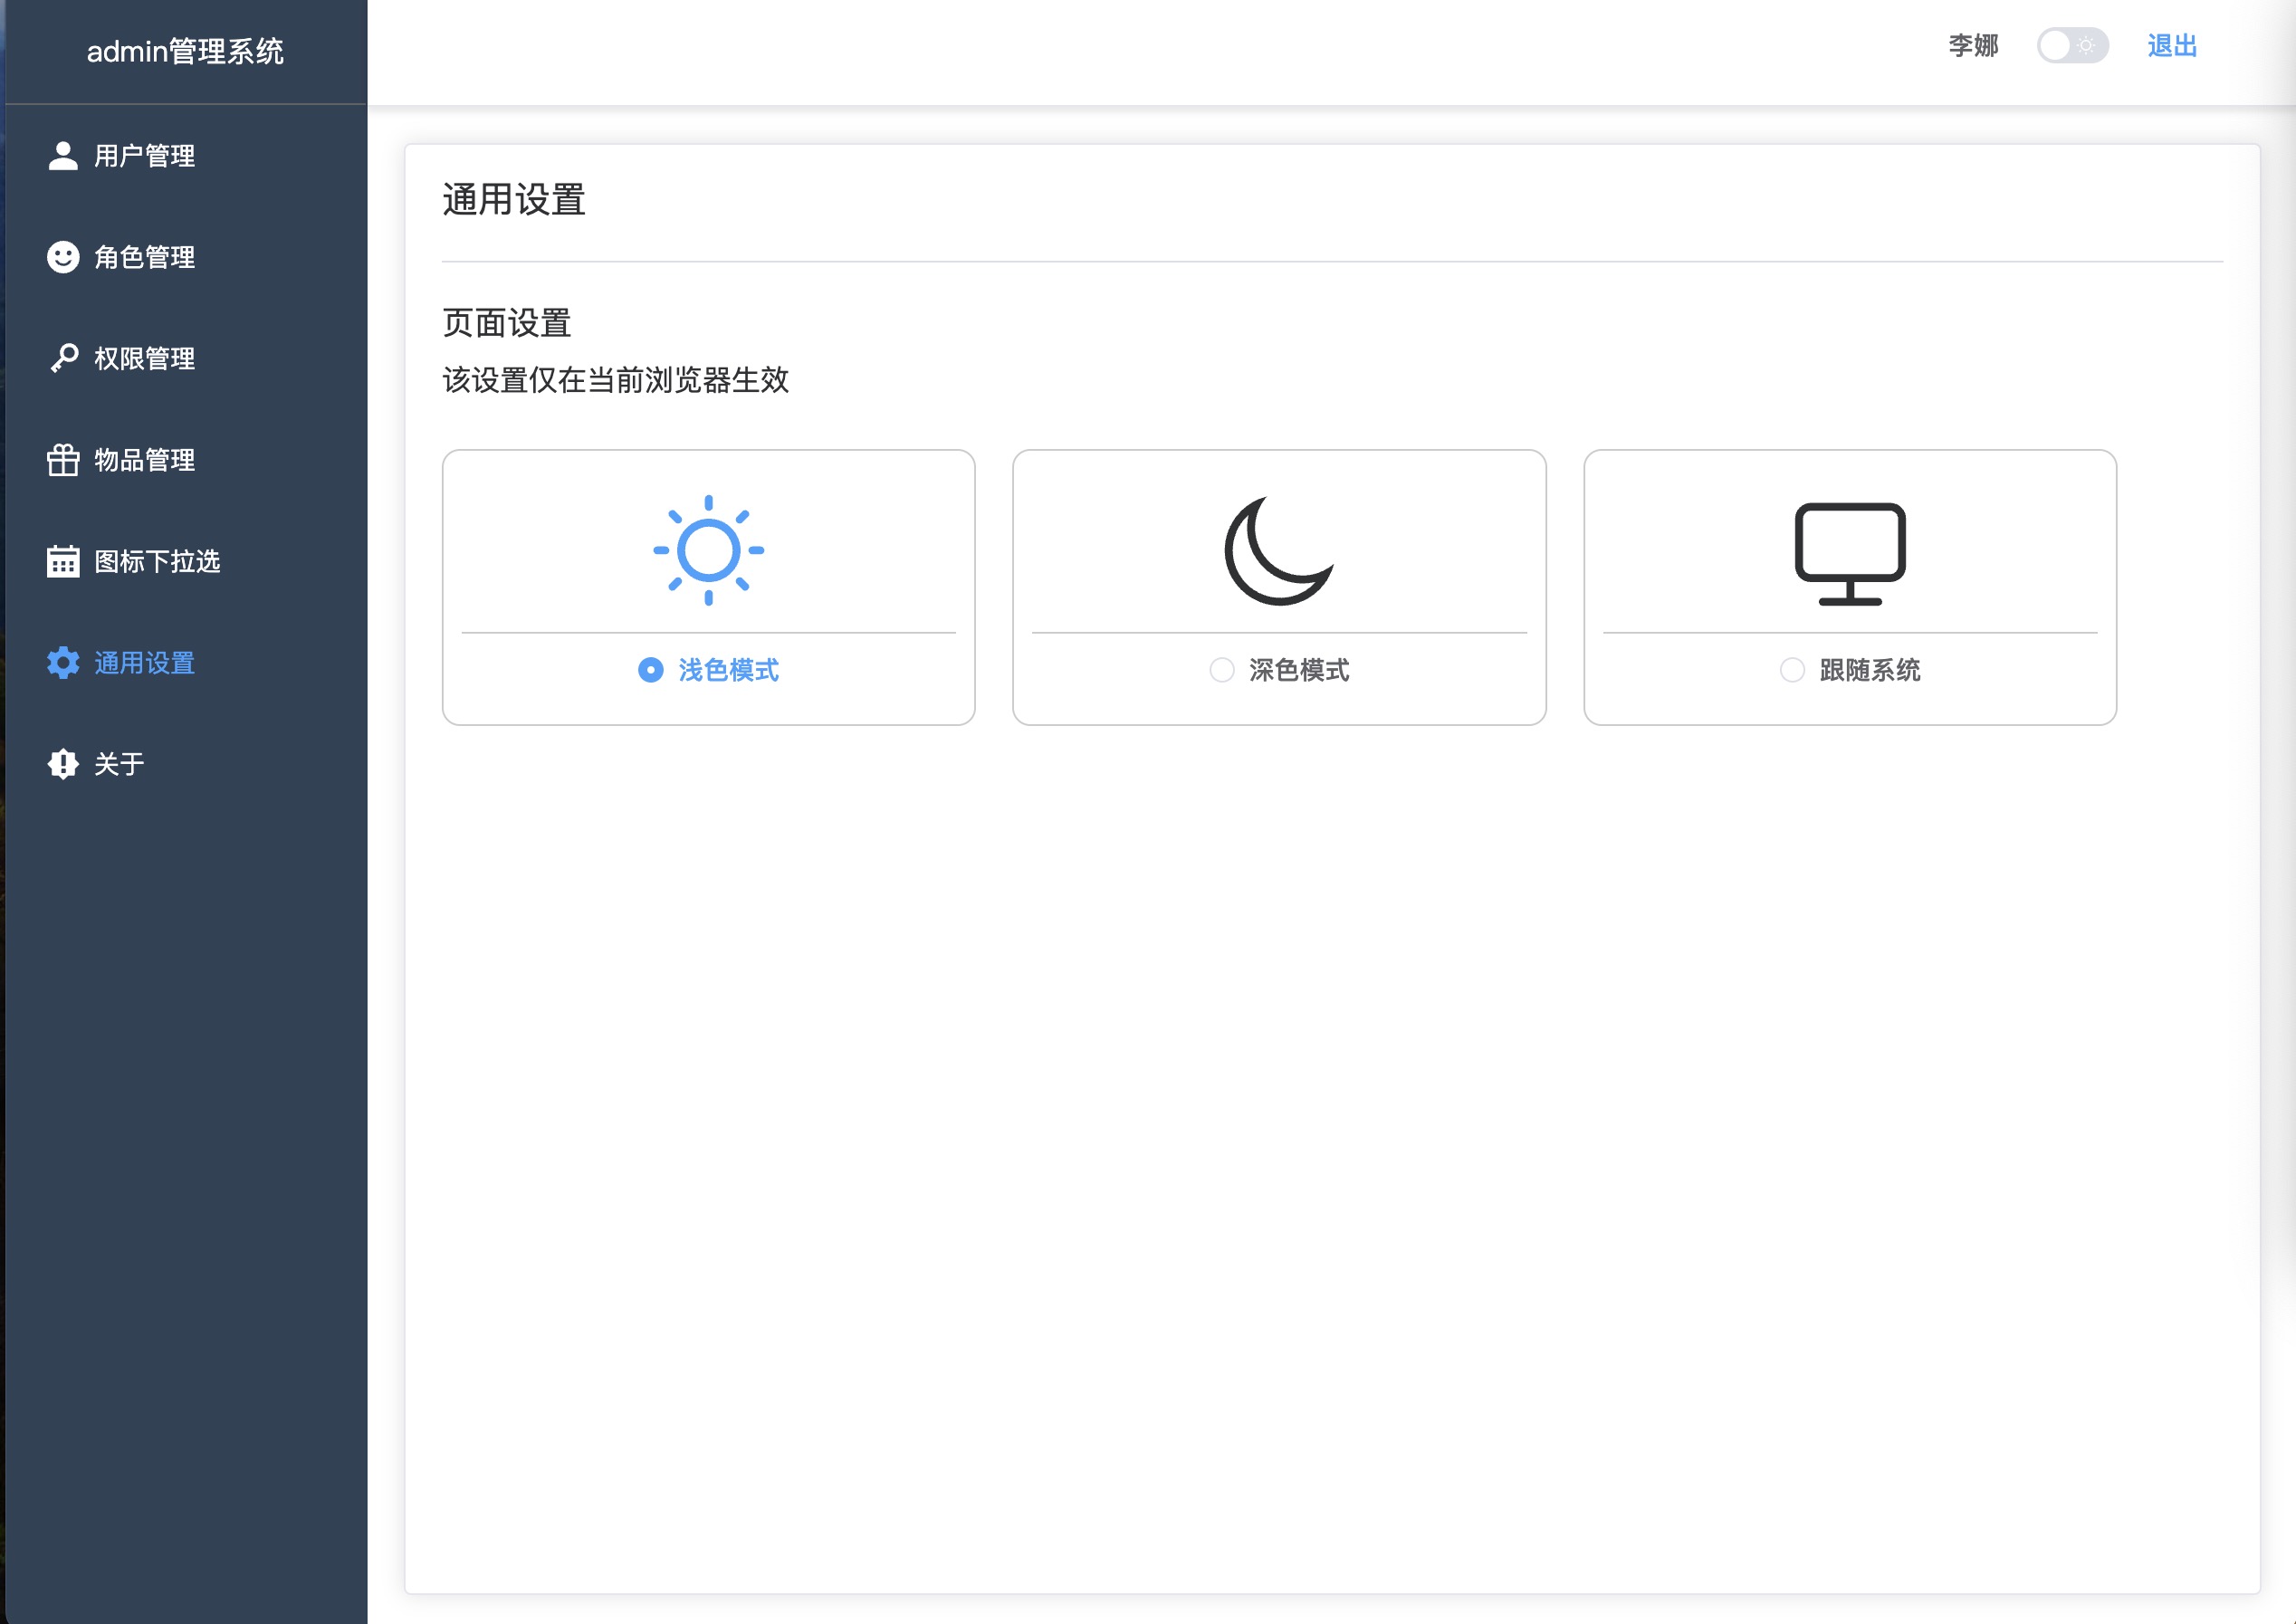 admin管理系统
用户管理
角色管理
权限管理
物品管理
图标下拉选
通用设置
关于
李娜
退出
通用设置
页面设置
该设置仅在当前浏览器生效
浅色模式
深色模式
跟随系统